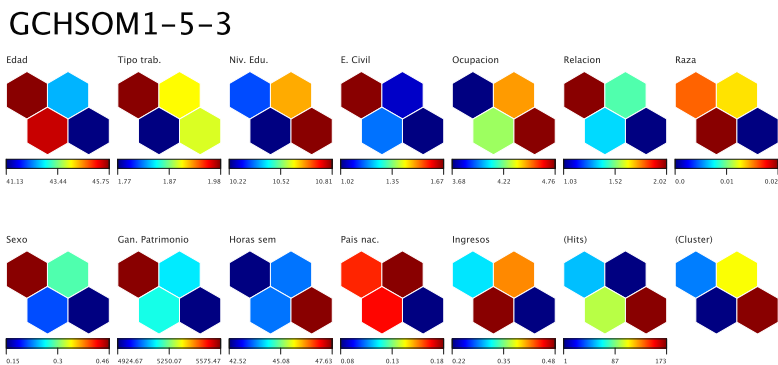 GCHSOM1-5-3
Edad Tipo trab. Niv. Edu. E. Civil Ocupacion Relacion Raza
41.13 43.44 45.75 1.77 1.87 1.98 10.22 10.52 10.81 1.02 1.35 1.67 3.68 4.22 4.76 1.03 1.52 2.02 0.0 0.01 0.02
Sexo Gan. Patrimonio Horas sem Pais nac. Ingresos (Hits) (Cluster)
0.15 0.3 0.46 4924.67 5250.07 5575.47 42.52 45.08 47.63 0.08 0.13 0.18 0.22 0.35 0.48 1 87 173